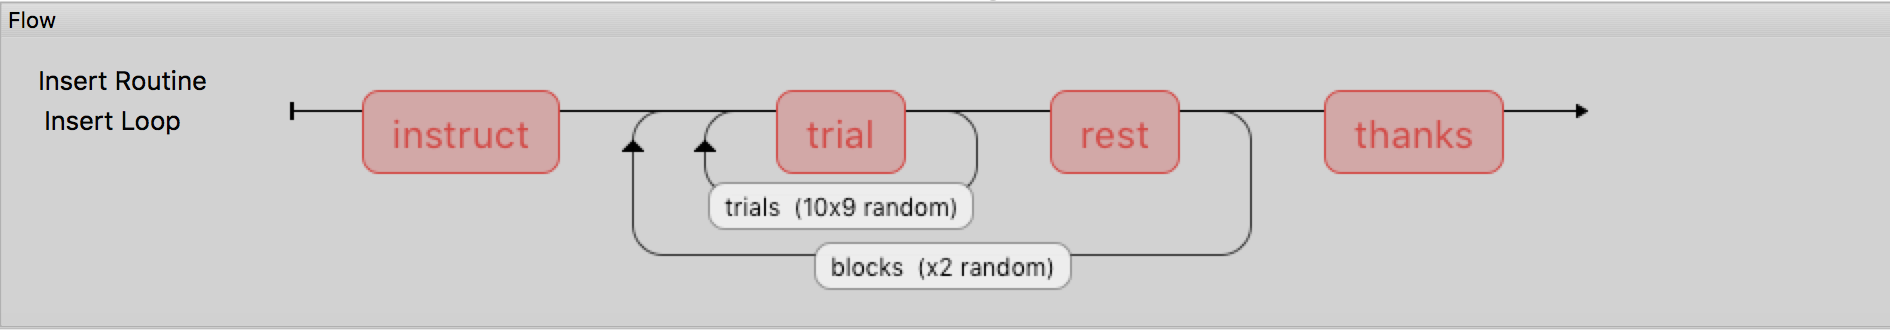 Flow
Insert Routine
Insert Loop
instruct
trial
rest
thanks
trials (10x9 random)
blocks (x2 random)